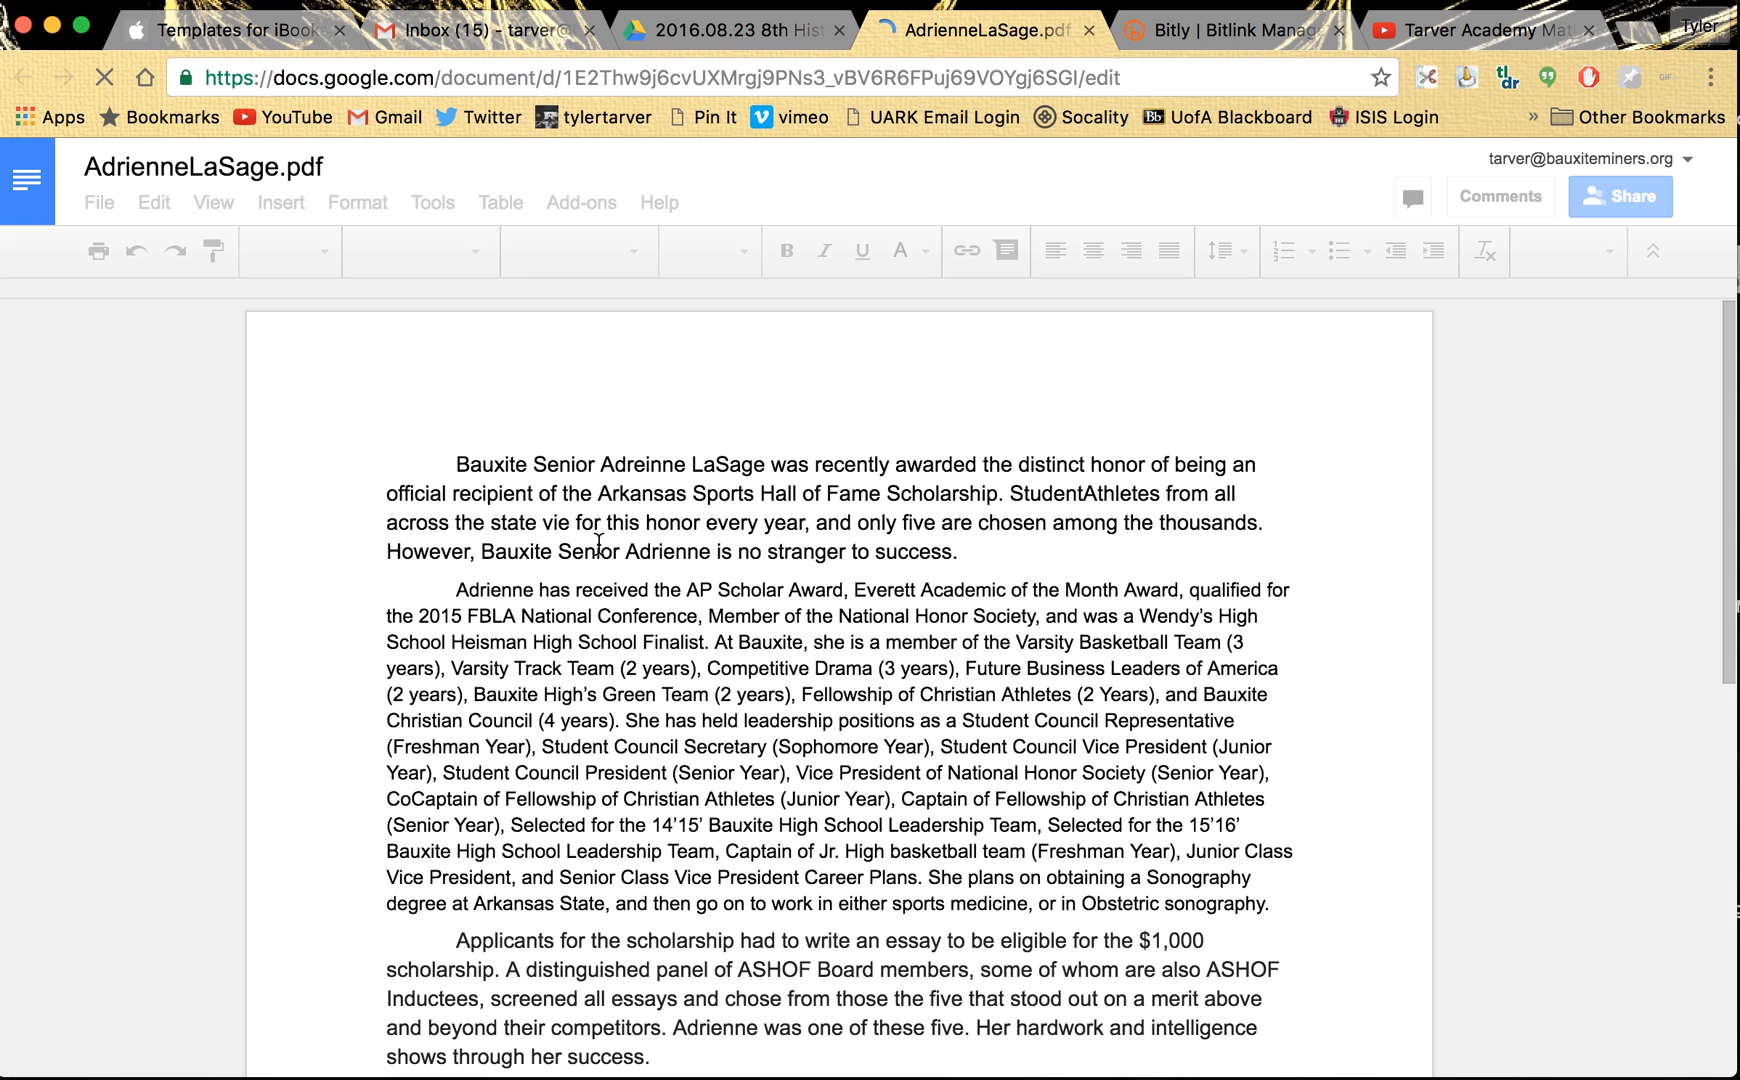 Templates for iBook
Inbox (15) - tarver@
2016.08.23 8th Hist
AdrienneLaSage.pdf
Bitly | Bitlink Manag
Tarver Academy Mat
Tyler
https://docs.google.com/document/d/1E2Thw9j6cvUXMrgj9PNs3_vBV6R6FPuj69VOYgj6SGI/edit
tl;dr
GIF
Apps
Bookmarks
YouTube
Gmail
Twitter
tylertarver
Pin It
vimeo
UARK Email Login
Socality
Bb UofA Blackboard
ISIS Login
» Other Bookmarks
AdrienneLaSage.pdf
tarver@bauxiteminers.org
File Edit View Insert Format Tools Table Add-ons Help
Comments
Share
B I U A
Bauxite Senior Adreinne LaSage was recently awarded the distinct honor of being an
official recipient of the Arkansas Sports Hall of Fame Scholarship. StudentAthletes from all
across the state vie for this honor every year, and only five are chosen among the thousands.
However, Bauxite Senior Adrienne is no stranger to success.
Adrienne has received the AP Scholar Award, Everett Academic of the Month Award, qualified for
the 2015 FBLA National Conference, Member of the National Honor Society, and was a Wendy’s High
School Heisman High School Finalist. At Bauxite, she is a member of the Varsity Basketball Team (3
years), Varsity Track Team (2 years), Competitive Drama (3 years), Future Business Leaders of America
(2 years), Bauxite High’s Green Team (2 years), Fellowship of Christian Athletes (2 Years), and Bauxite
Christian Council (4 years). She has held leadership positions as a Student Council Representative
(Freshman Year), Student Council Secretary (Sophomore Year), Student Council Vice President (Junior
Year), Student Council President (Senior Year), Vice President of National Honor Society (Senior Year),
CoCaptain of Fellowship of Christian Athletes (Junior Year), Captain of Fellowship of Christian Athletes
(Senior Year), Selected for the 14’15’ Bauxite High School Leadership Team, Selected for the 15’16’
Bauxite High School Leadership Team, Captain of Jr. High basketball team (Freshman Year), Junior Class
Vice President, and Senior Class Vice President Career Plans. She plans on obtaining a Sonography
degree at Arkansas State, and then go on to work in either sports medicine, or in Obstetric sonography.
Applicants for the scholarship had to write an essay to be eligible for the $1,000
scholarship. A distinguished panel of ASHOF Board members, some of whom are also ASHOF
Inductees, screened all essays and chose from those the five that stood out on a merit above
and beyond their competitors. Adrienne was one of these five. Her hardwork and intelligence
shows through her success.